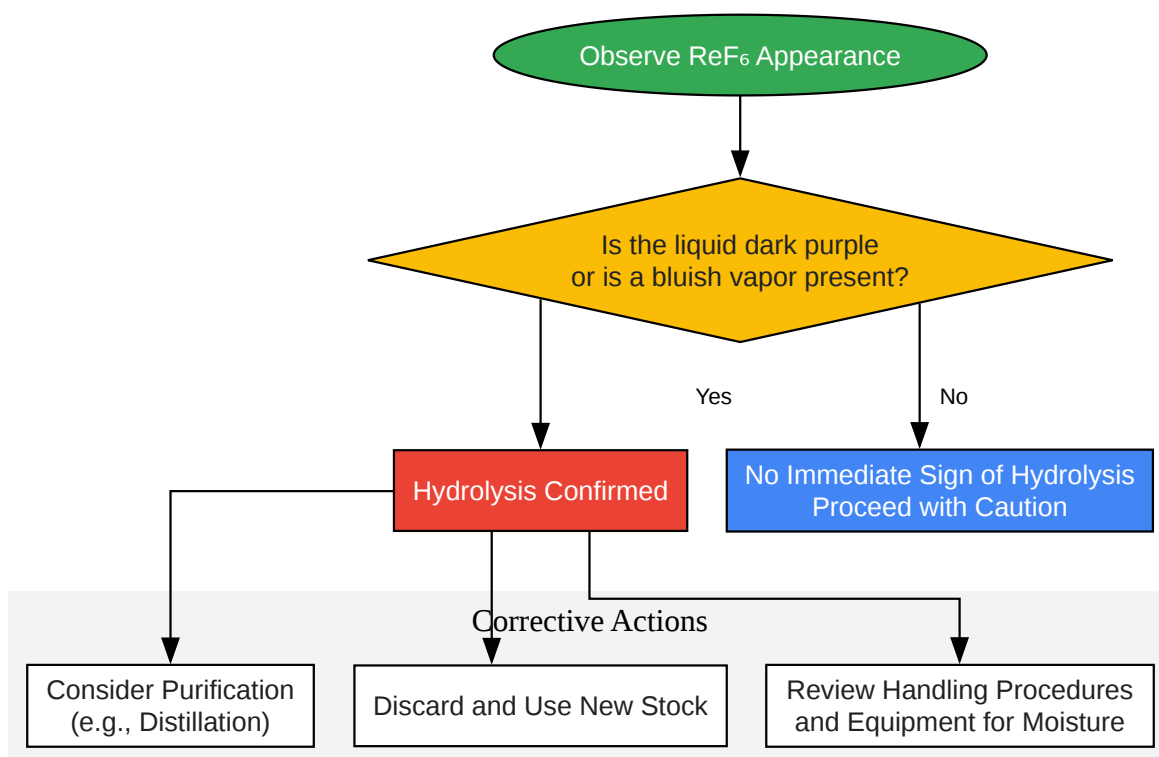 Observe ReF₆ Appearance
Is the liquid dark purple
or is a bluish vapor present?
Yes
No
Hydrolysis Confirmed
No Immediate Sign of Hydrolysis
Proceed with Caution
Corrective Actions
Consider Purification
(e.g., Distillation)
Discard and Use New Stock
Review Handling Procedures
and Equipment for Moisture